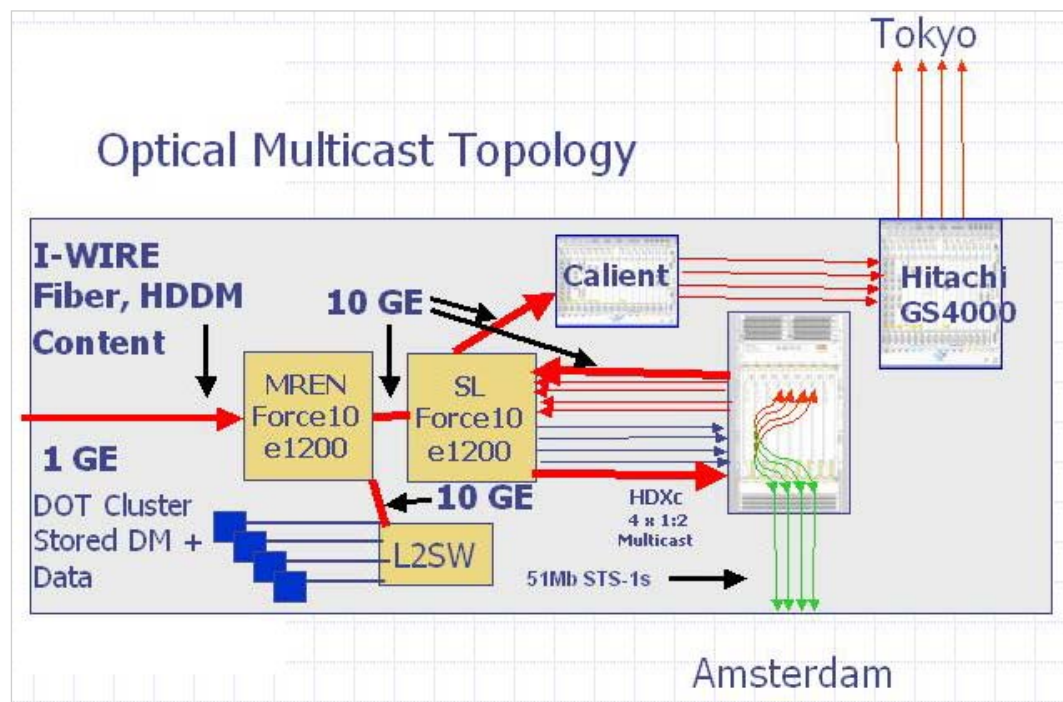 Tokyo
Optical Multicast Topology
I-WIRE
Fiber, HDDM
Content
10 GE
Calient
Hitachi
GS4000
MREN
Force10
e1200
SL
Force10
e1200
1 GE
10 GE
DOT Cluster
Stored DM +
Data
L2SW
HDXc
4 x 1:2
Multicast
51Mb STS-1s
Amsterdam